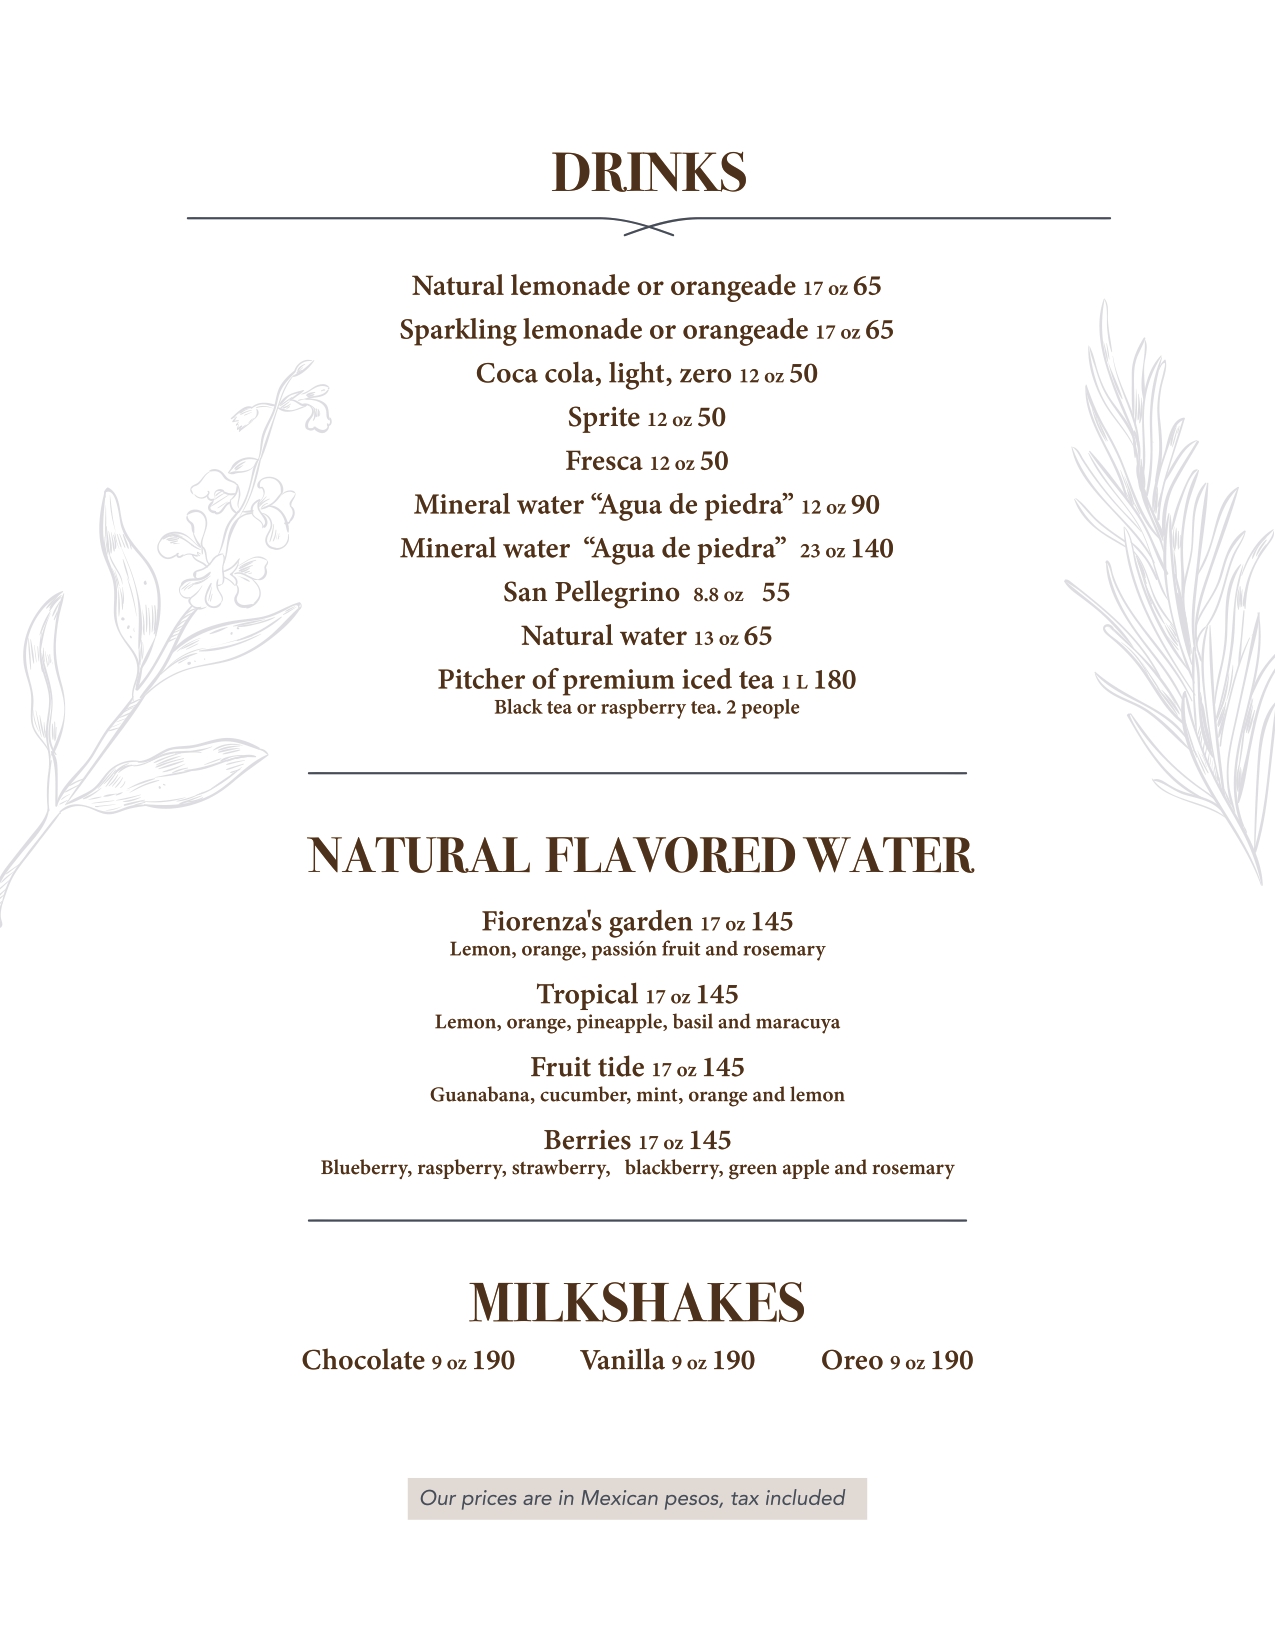 DRINKS
Natural lemonade or orangeade 17 oz 65
Sparkling lemonade or orangeade 17 oz 65
Coca cola, light, zero 12 oz 50
Sprite 12 oz 50
Fresca 12 oz 50
Mineral water “Agua de piedra” 12 oz 90
Mineral water “Agua de piedra” 23 oz 140
San Pellegrino 8.8 oz 55
Natural water 13 oz 65
Pitcher of premium iced tea 1 L 180
Black tea or raspberry tea. 2 people
NATURAL FLAVORED WATER
Fiorenza's garden 17 oz 145
Lemon, orange, passión fruit and rosemary
Tropical 17 oz 145
Lemon, orange, pineapple, basil and maracuya
Fruit tide 17 oz 145
Guanabana, cucumber, mint, orange and lemon
Berries 17 oz 145
Blueberry, raspberry, strawberry, blackberry, green apple and rosemary
MILKSHAKES
Chocolate 9 oz 190 Vanilla 9 oz 190 Oreo 9 oz 190
Our prices are in Mexican pesos, tax included